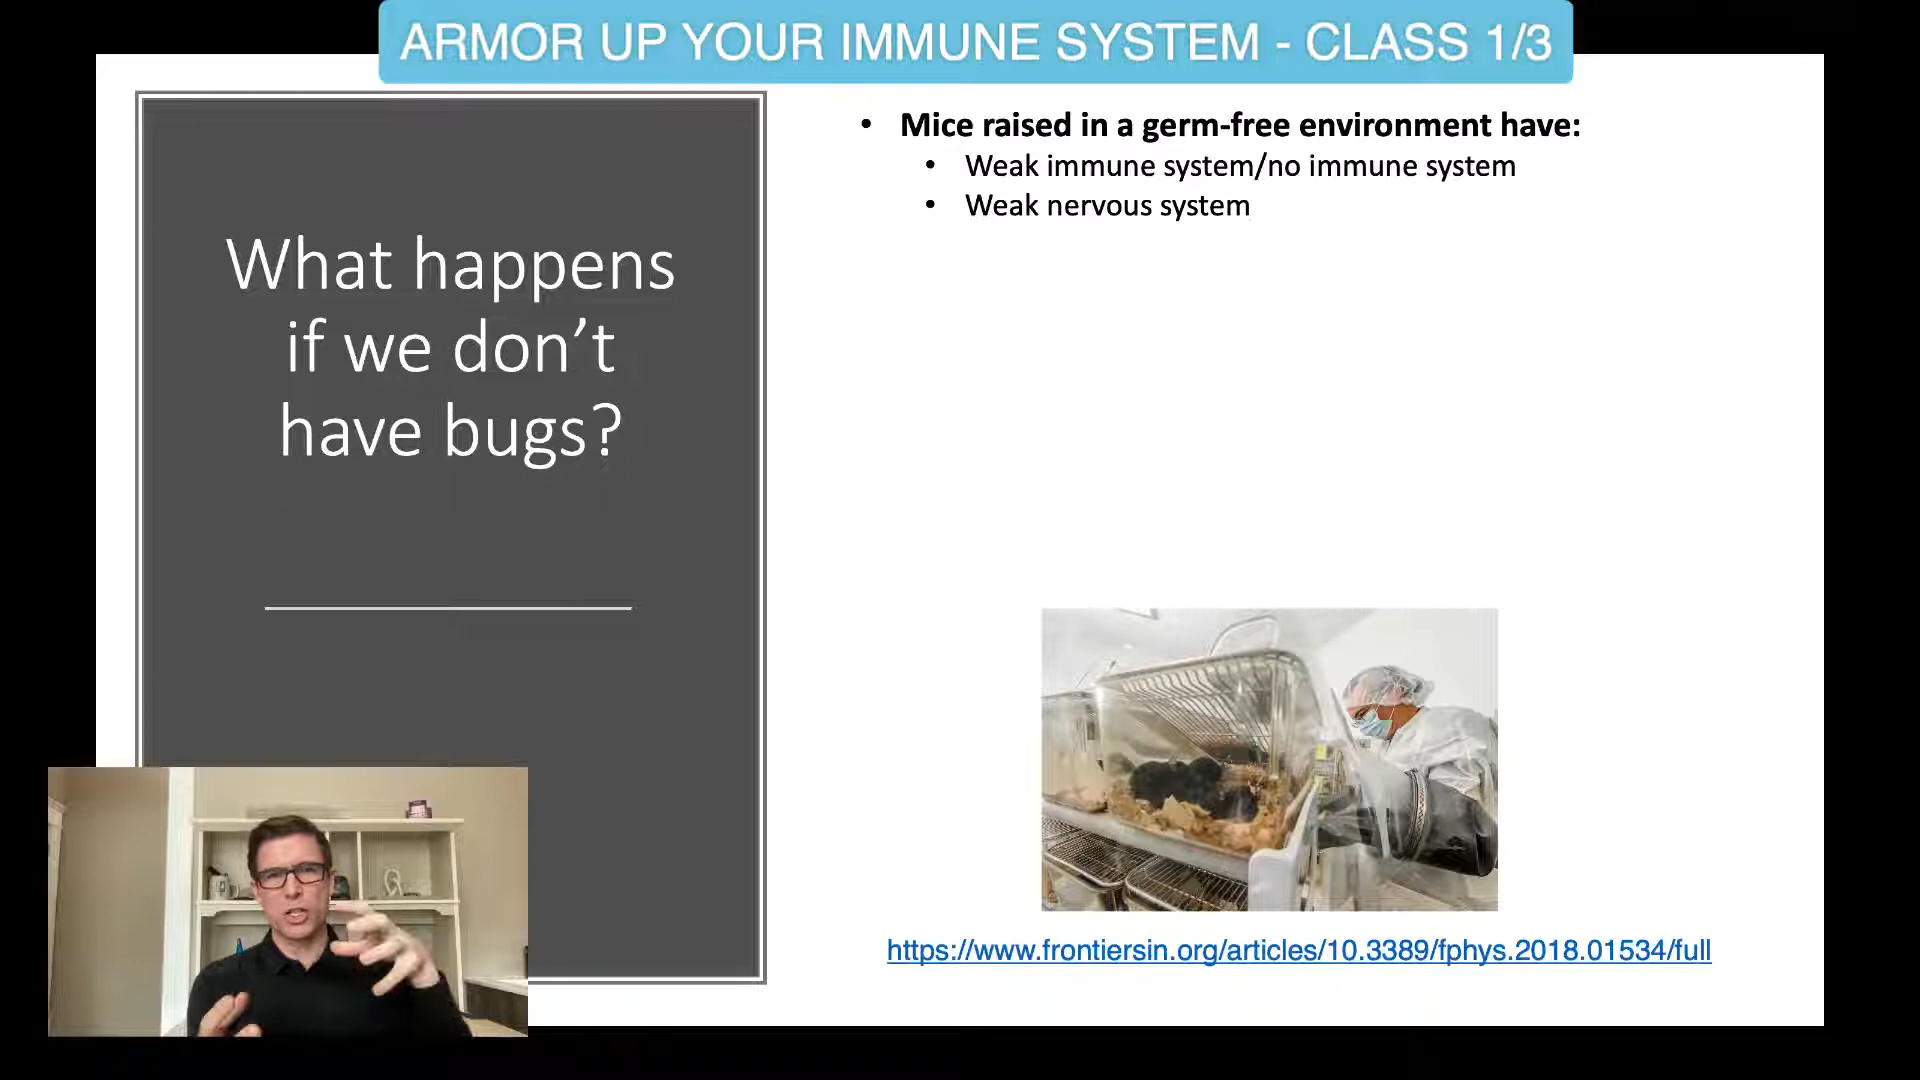 ARMOR UP YOUR IMMUNE SYSTEM - CLASS 1/3
What happens
if we don’t
have bugs?
• Mice raised in a germ-free environment have:
• Weak immune system/no immune system
• Weak nervous system
https://www.frontiersin.org/articles/10.3389/fphys.2018.01534/full